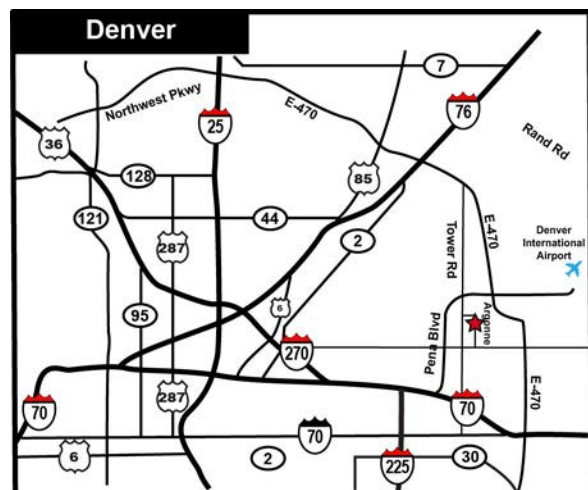 Denver
7
Northwest Pkwy
E-470
25
76
Rand Rd
36
128
85
121
44
2
287
Tower Rd
E-470
Denver
International
Airport
6
95
Argonne
Pena Blvd
270
E-470
70
287
70
70
6
2
225
30